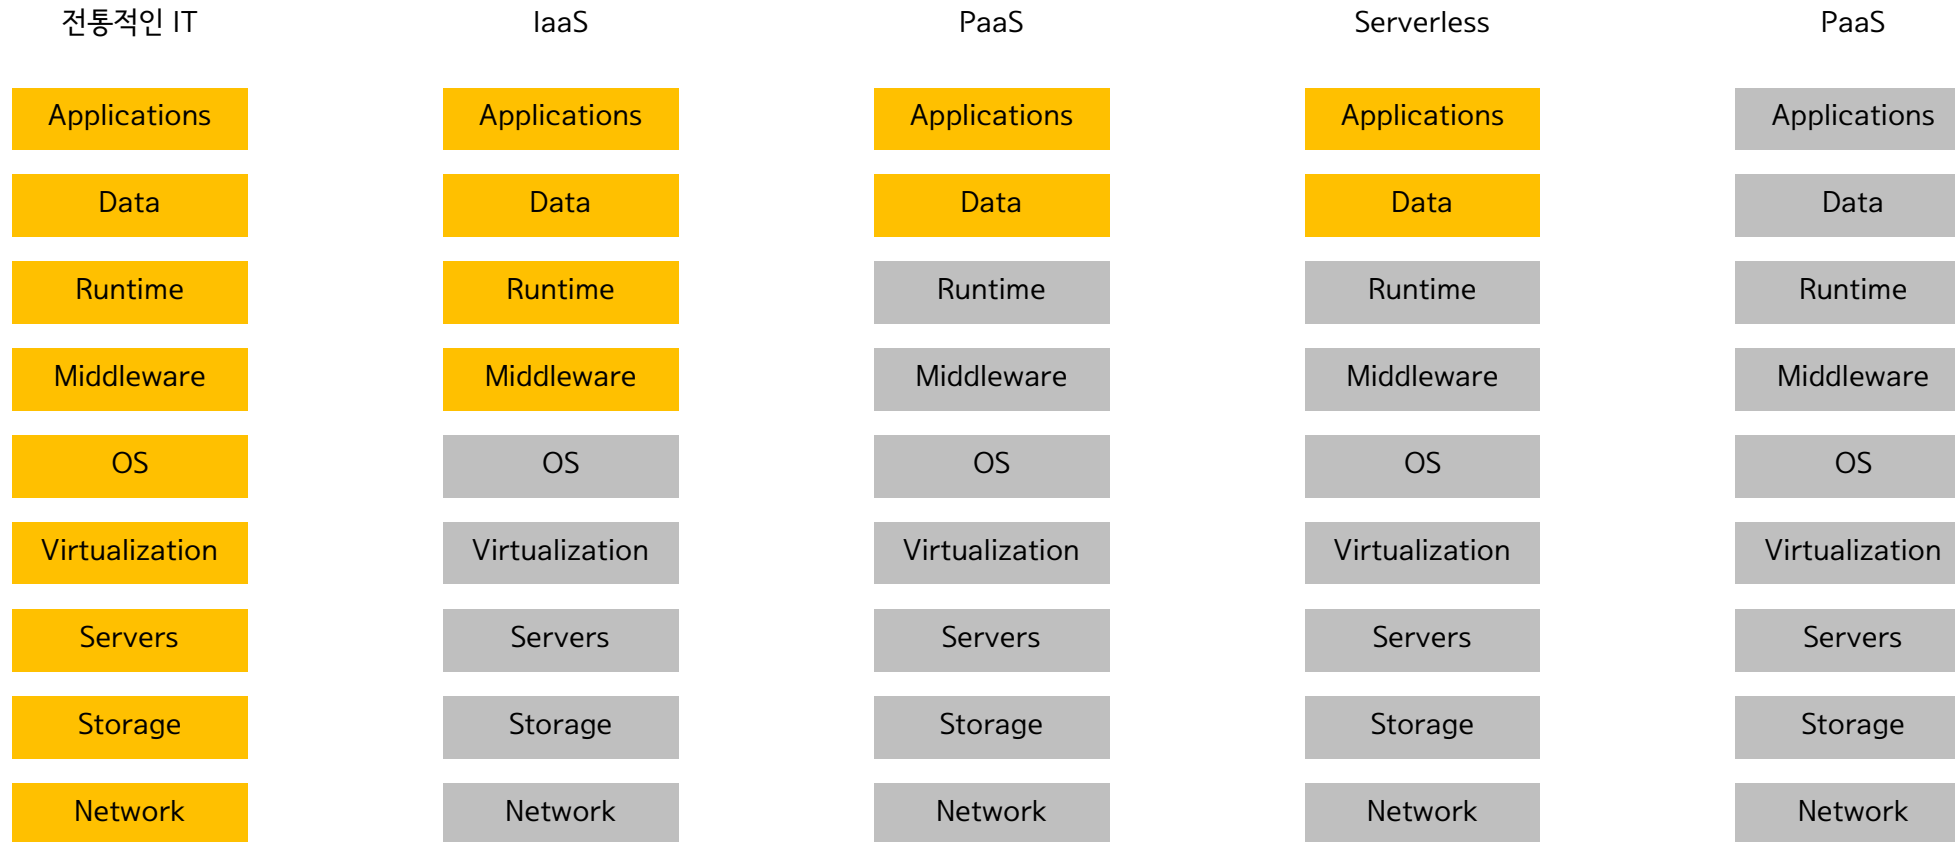 전통적인 IT IaaS PaaS Serverless PaaS
Applications Applications Applications Applications Applications
Data Data Data Data Data
Runtime Runtime Runtime Runtime Runtime
Middleware Middleware Middleware Middleware Middleware
OS OS OS OS OS
Virtualization Virtualization Virtualization Virtualization Virtualization
Servers Servers Servers Servers Servers
Storage Storage Storage Storage Storage
Network Network Network Network Network